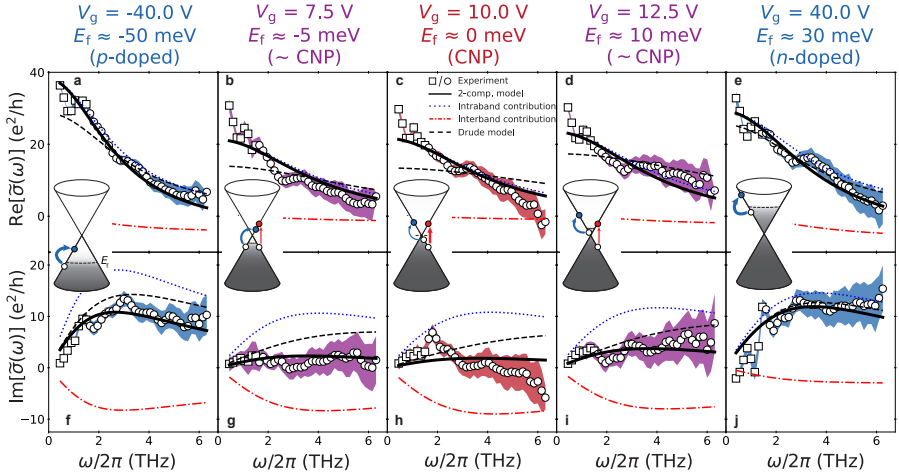 V_g = -40.0 V
E_f ≈ -50 meV
(p-doped)
V_g = 7.5 V
E_f ≈ -5 meV
(~ CNP)
V_g = 10.0 V
E_f ≈ 0 meV
(CNP)
V_g = 12.5 V
E_f ≈ 10 meV
(~ CNP)
V_g = 40.0 V
E_f ≈ 30 meV
(n-doped)
a
b
c
d
e
Experiment
2-comp, model
Intraband contribution
Interband contribution
Drude model
Re[σ̃(ω)] (e²/h)
40
20
0
E_f
Im[σ̃(ω)] (e²/h)
20
10
0
−10
f
g
h
i
j
0 2 4 6
0 2 4 6
0 2 4 6
0 2 4 6
0 2 4 6
ω/2π (THz)
ω/2π (THz)
ω/2π (THz)
ω/2π (THz)
ω/2π (THz)